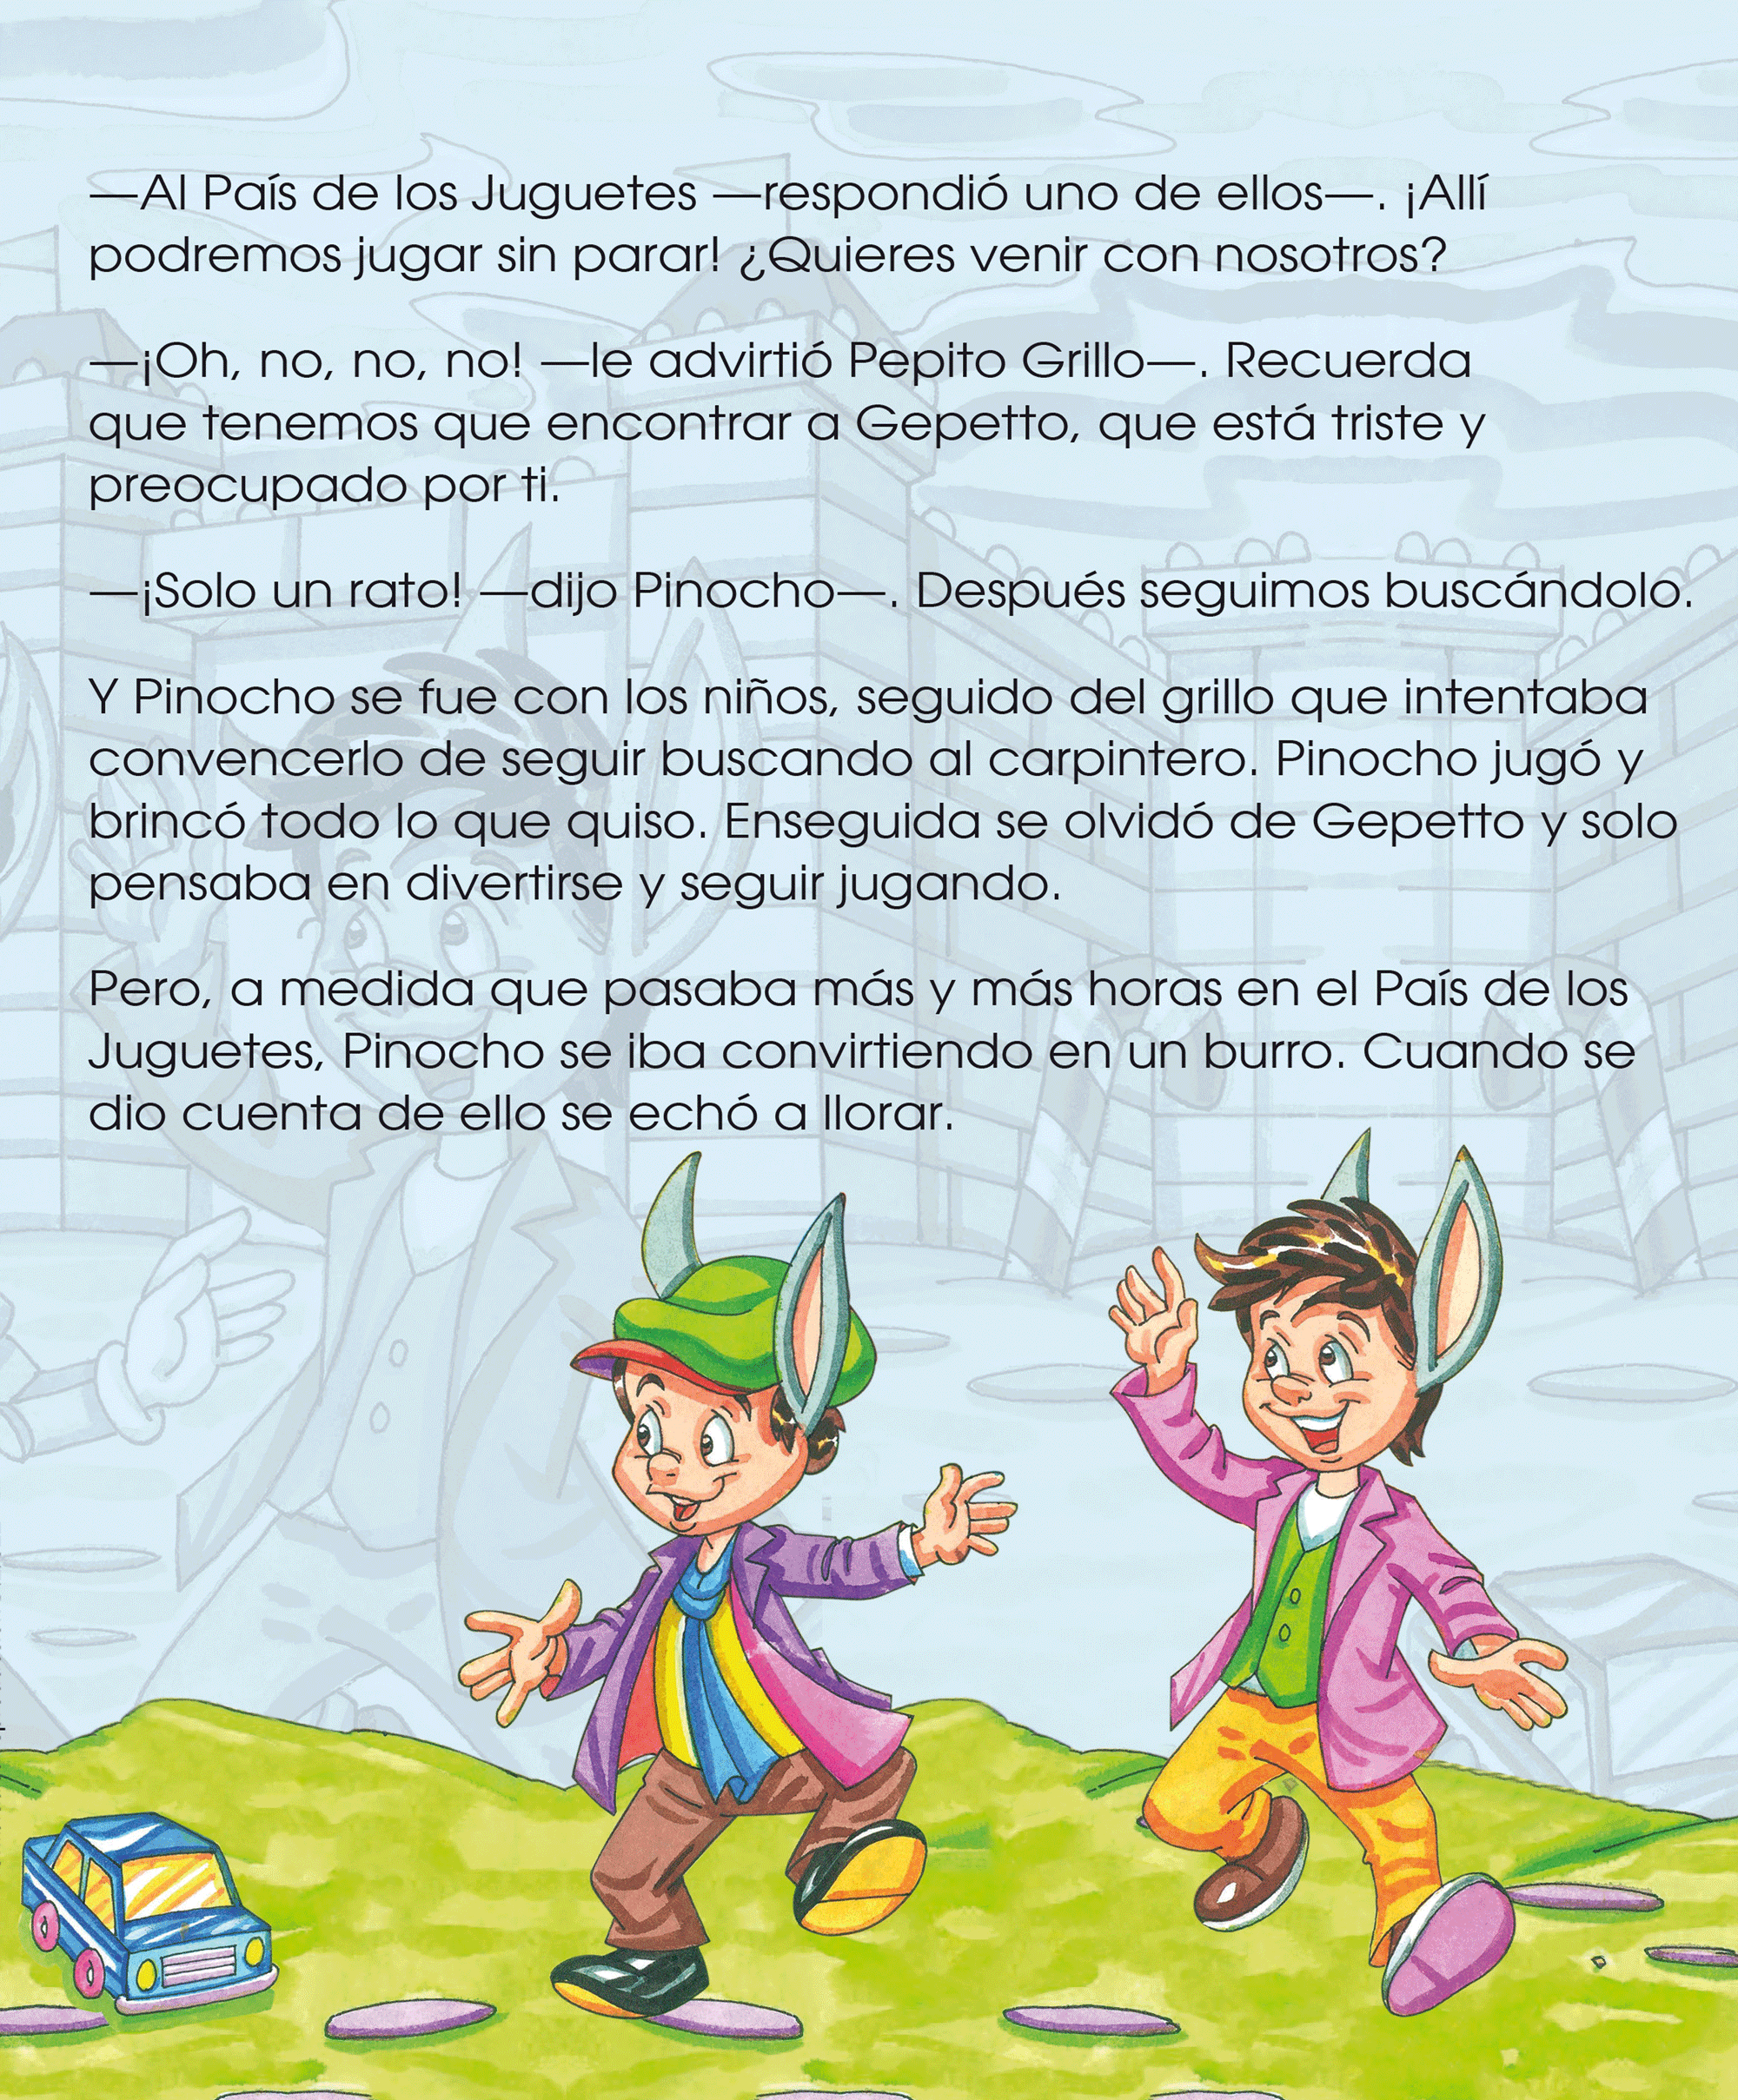 —Al País de los Juguetes —respondió uno de ellos—. ¡Allí
podremos jugar sin parar! ¿Quieres venir con nosotros?
—¡Oh, no, no, no! —le advirtió Pepito Grillo—. Recuerda
que tenemos que encontrar a Gepetto, que está triste y
preocupado por ti.
—¡Solo un rato! —dijo Pinocho—. Después seguimos buscándolo.
Y Pinocho se fue con los niños, seguido del grillo que intentaba
convencerlo de seguir buscando al carpintero. Pinocho jugó y
brincó todo lo que quiso. Enseguida se olvidó de Gepetto y solo
pensaba en divertirse y seguir jugando.
Pero, a medida que pasaba más y más horas en el País de los
Juguetes, Pinocho se iba convirtiendo en un burro. Cuando se
dio cuenta de ello se echó a llorar.